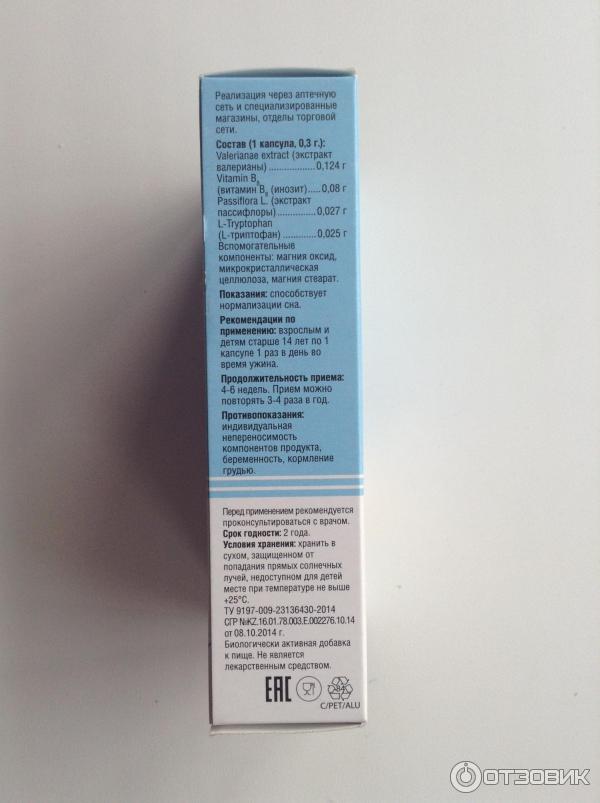 Реализация через аптечную
сеть и специализированные
магазины, отделы торговой
сети.
Состав (1 капсула, 0,3 г.):
Valerianae extract (экстракт
валерианы)..................0,124 г
Vitamin B8
(витамин B8 (инозит).....0,08 г
Passiflora L. (экстракт
пассифлоры)...............0,027 г
L-Tryptophan
(L-триптофан).............0,025 г
Вспомогательные
компоненты: магния оксид,
микрокристаллическая
целлюлоза, магния стеарат.
Показания: способствует
нормализации сна.
Рекомендации по
применению: взрослым и
детям старше 14 лет по 1
капсуле 1 раз в день во
время ужина.
Продолжительность приема:
4-6 недель. Прием можно
повторять 3-4 раза в год.
Противопоказания:
индивидуальная
непереносимость
компонентов продукта,
беременность, кормление
грудью.
Перед применением рекомендуется
проконсультироваться с врачом.
Срок годности: 2 года.
Условия хранения: хранить в
сухом, защищенном от
попадания прямых солнечных
лучей, недоступном для детей
месте при температуре не выше
+25°C.
ТУ 9197-009-23136430-2014
СГР №KZ.16.01.78.003.Е.002276.10.14
от 08.10.2014 г.
Биологически активная добавка
к пище. Не является
лекарственным средством.
ЕАС
84
C/PET/ALU
ОТЗОВИК